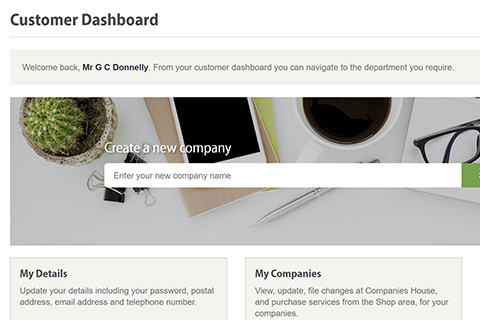 Customer Dashboard
Welcome back, Mr G C Donnelly. From your customer dashboard you can navigate to the department you require.
Create a new company
Enter your new company name
My Details
Update your details including your password, postal
address, email address and telephone number.
My Companies
View, update, file changes at Companies House,
and purchase services from the Shop area, for your
companies.